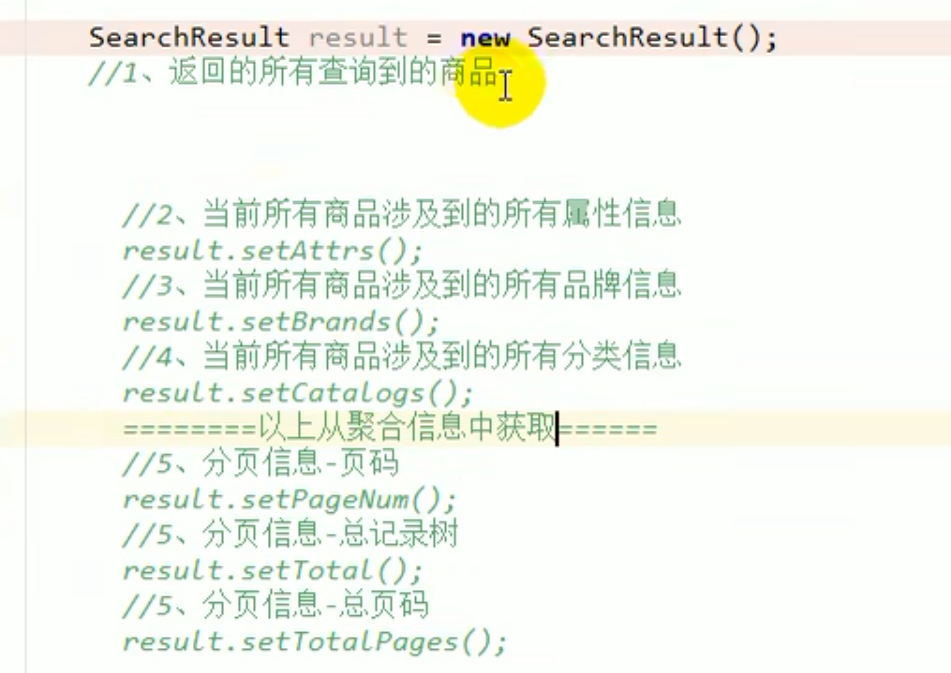 SearchResult result = new SearchResult();
//1、返回的所有查询到的商品
//2、当前所有商品涉及到的所有属性信息
result.setAttrs();
//3、当前所有商品涉及到的所有品牌信息
result.setBrands();
//4、当前所有商品涉及到的所有分类信息
result.setCatalogs();
========以上从聚合信息中获取======
//5、分页信息-页码
result.setPageNum();
//5、分页信息-总记录树
result.setTotal();
//5、分页信息-总页码
result.setTotalPages();